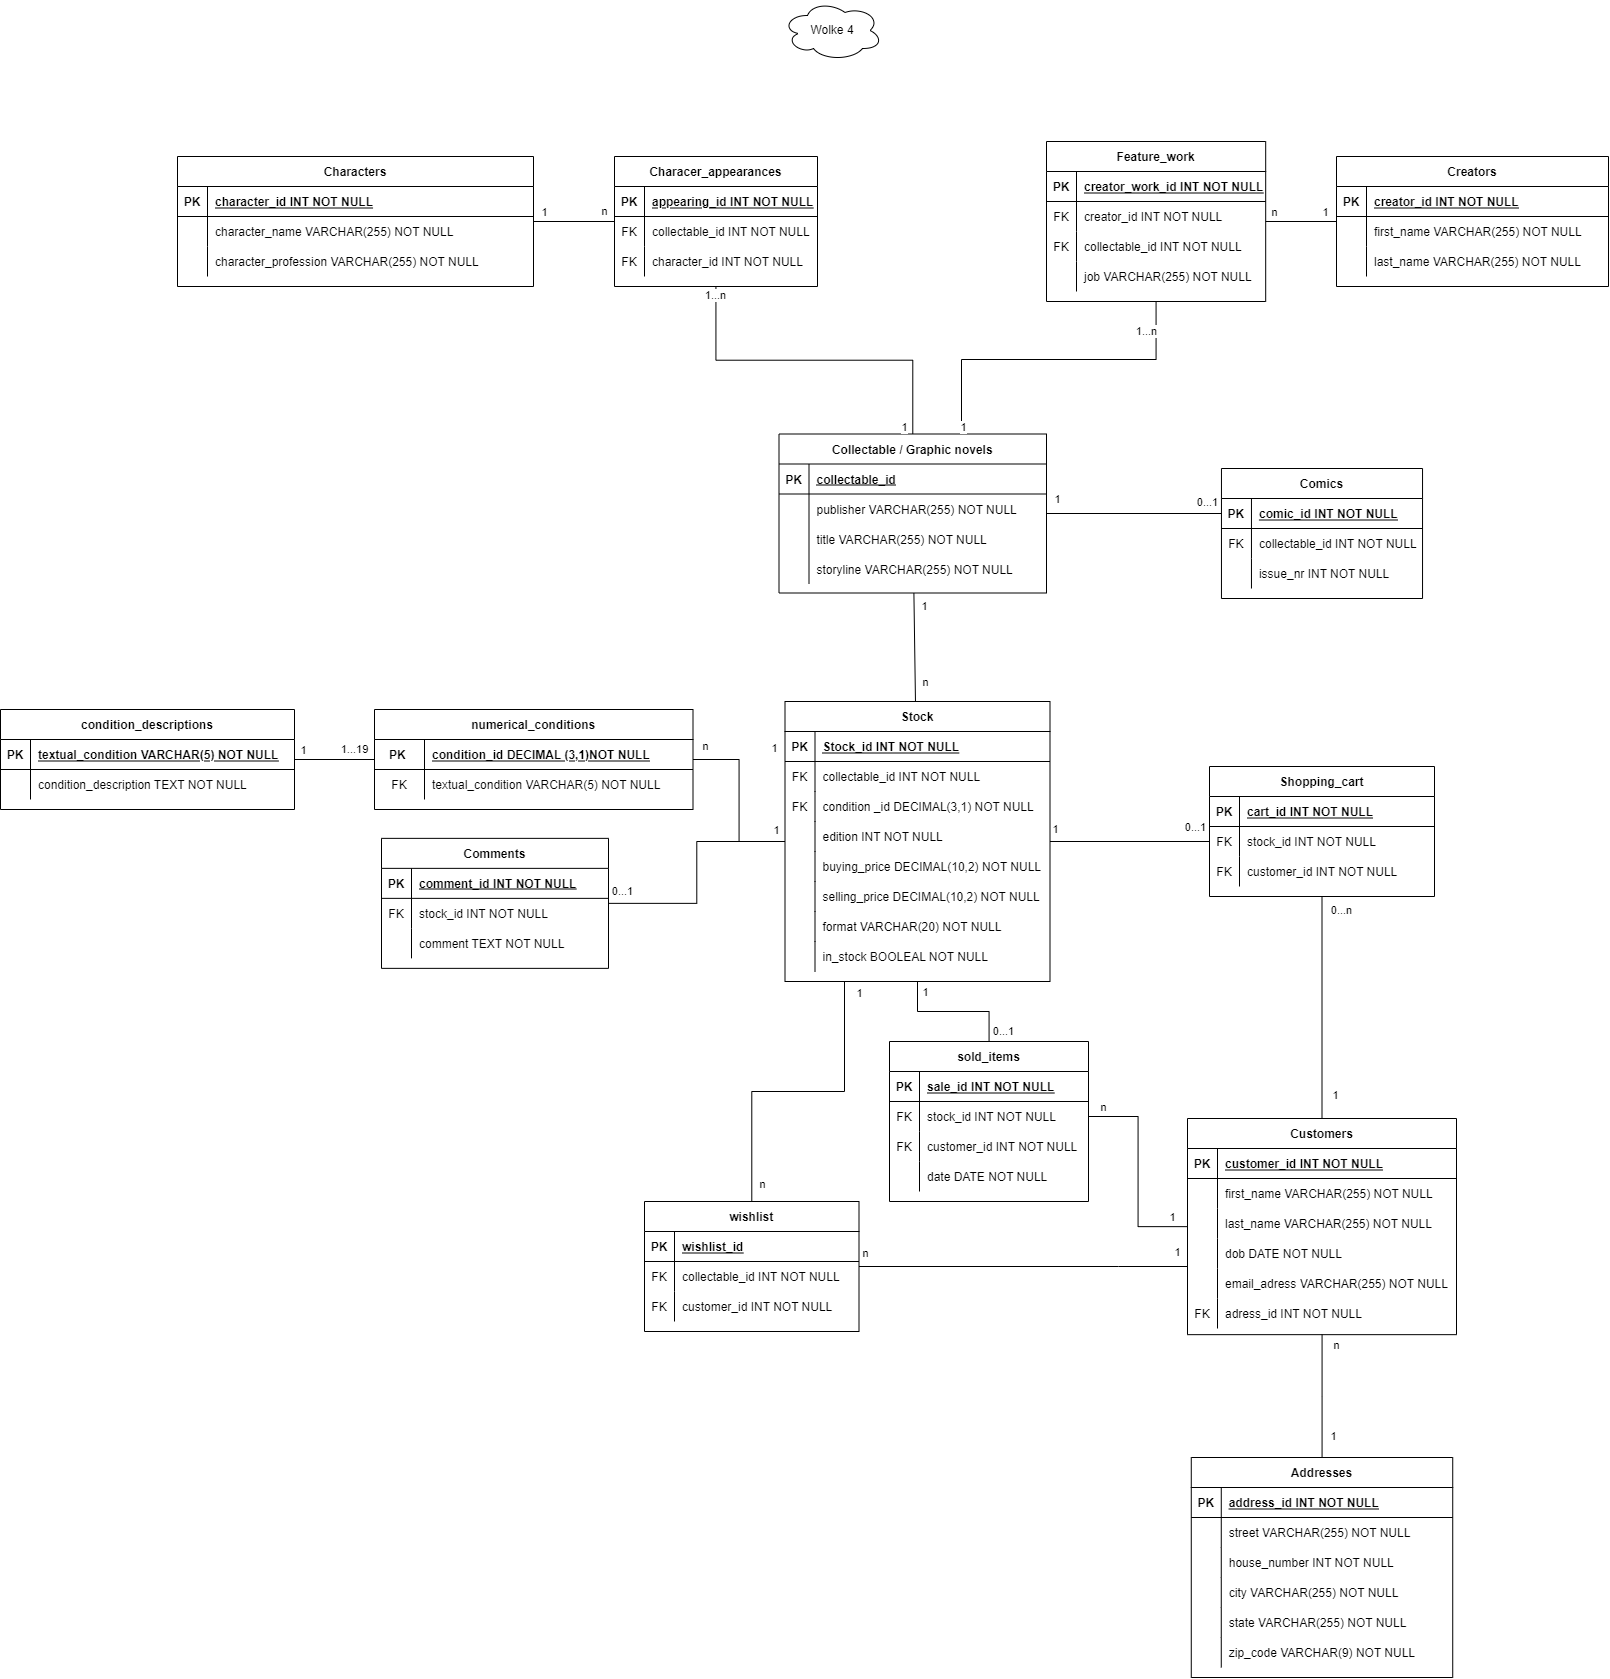 Wolke 4
Characters
PK character_id INT NOT NULL
character_name VARCHAR(255) NOT NULL
character_profession VARCHAR(255) NOT NULL
1
n
Characer_appearances
PK appearing_id INT NOT NULL
FK collectable_id INT NOT NULL
FK character_id INT NOT NULL
1...n
Feature_work
PK creator_work_id INT NOT NULL
FK creator_id INT NOT NULL
FK collectable_id INT NOT NULL
job VARCHAR(255) NOT NULL
1...n
n
1
Creators
PK creator_id INT NOT NULL
first_name VARCHAR(255) NOT NULL
last_name VARCHAR(255) NOT NULL
1
1
Collectable / Graphic novels
PK collectable_id
publisher VARCHAR(255) NOT NULL
title VARCHAR(255) NOT NULL
storyline VARCHAR(255) NOT NULL
1
0...1
Comics
PK comic_id INT NOT NULL
FK collectable_id INT NOT NULL
issue_nr INT NOT NULL
1
n
condition_descriptions
PK textual_condition VARCHAR(5) NOT NULL
condition_description TEXT NOT NULL
1
1...19
numerical_conditions
PK condition_id DECIMAL (3,1)NOT NULL
FK textual_condition VARCHAR(5) NOT NULL
n
1
Comments
PK comment_id INT NOT NULL
FK stock_id INT NOT NULL
comment TEXT NOT NULL
0...1
1
Stock
PK Stock_id INT NOT NULL
FK collectable_id INT NOT NULL
FK condition _id DECIMAL(3,1) NOT NULL
edition INT NOT NULL
buying_price DECIMAL(10,2) NOT NULL
selling_price DECIMAL(10,2) NOT NULL
format VARCHAR(20) NOT NULL
in_stock BOOLEAL NOT NULL
1
0...1
Shopping_cart
PK cart_id INT NOT NULL
FK stock_id INT NOT NULL
FK customer_id INT NOT NULL
0...n
1
1
1
0...1
sold_items
PK sale_id INT NOT NULL
FK stock_id INT NOT NULL
FK customer_id INT NOT NULL
date DATE NOT NULL
n
1
n
wishlist
PK wishlist_id
FK collectable_id INT NOT NULL
FK customer_id INT NOT NULL
n
1
Customers
PK customer_id INT NOT NULL
first_name VARCHAR(255) NOT NULL
last_name VARCHAR(255) NOT NULL
dob DATE NOT NULL
email_adress VARCHAR(255) NOT NULL
FK adress_id INT NOT NULL
n
1
Addresses
PK address_id INT NOT NULL
street VARCHAR(255) NOT NULL
house_number INT NOT NULL
city VARCHAR(255) NOT NULL
state VARCHAR(255) NOT NULL
zip_code VARCHAR(9) NOT NULL